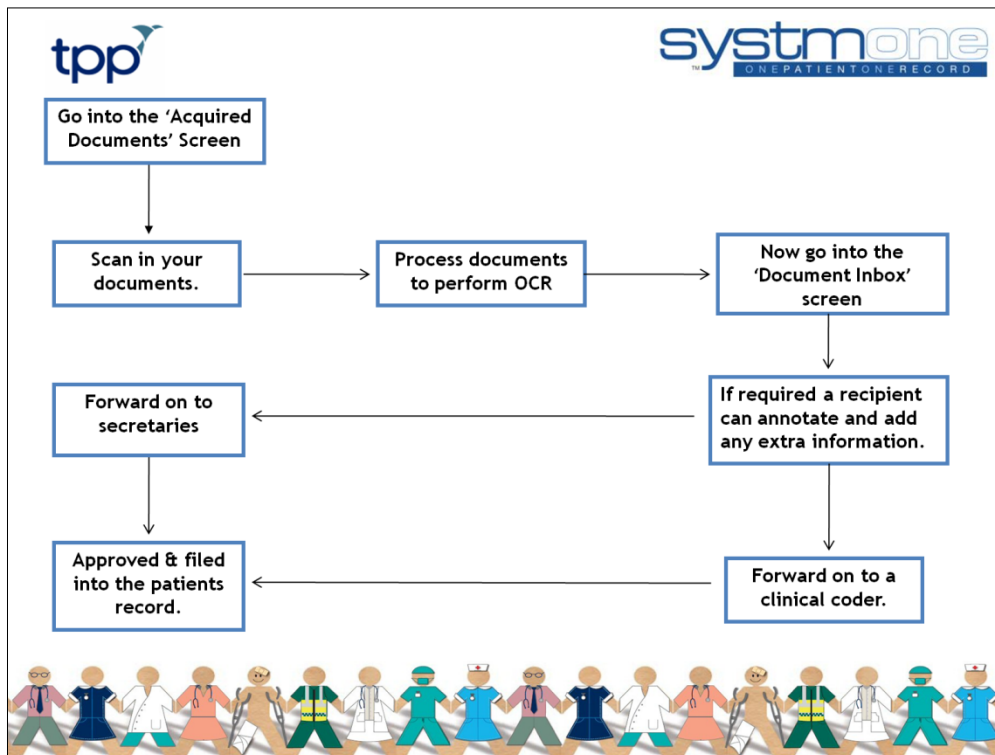 tpp
systmone
TM
ONEPATIENTONERECORD
Go into the ‘Acquired
Documents’ Screen
Scan in your
documents.
Process documents
to perform OCR
Now go into the
‘Document Inbox’
screen
Forward on to
secretaries
If required a recipient
can annotate and add
any extra information.
Approved & filed
into the patients
record.
Forward on to a
clinical coder.